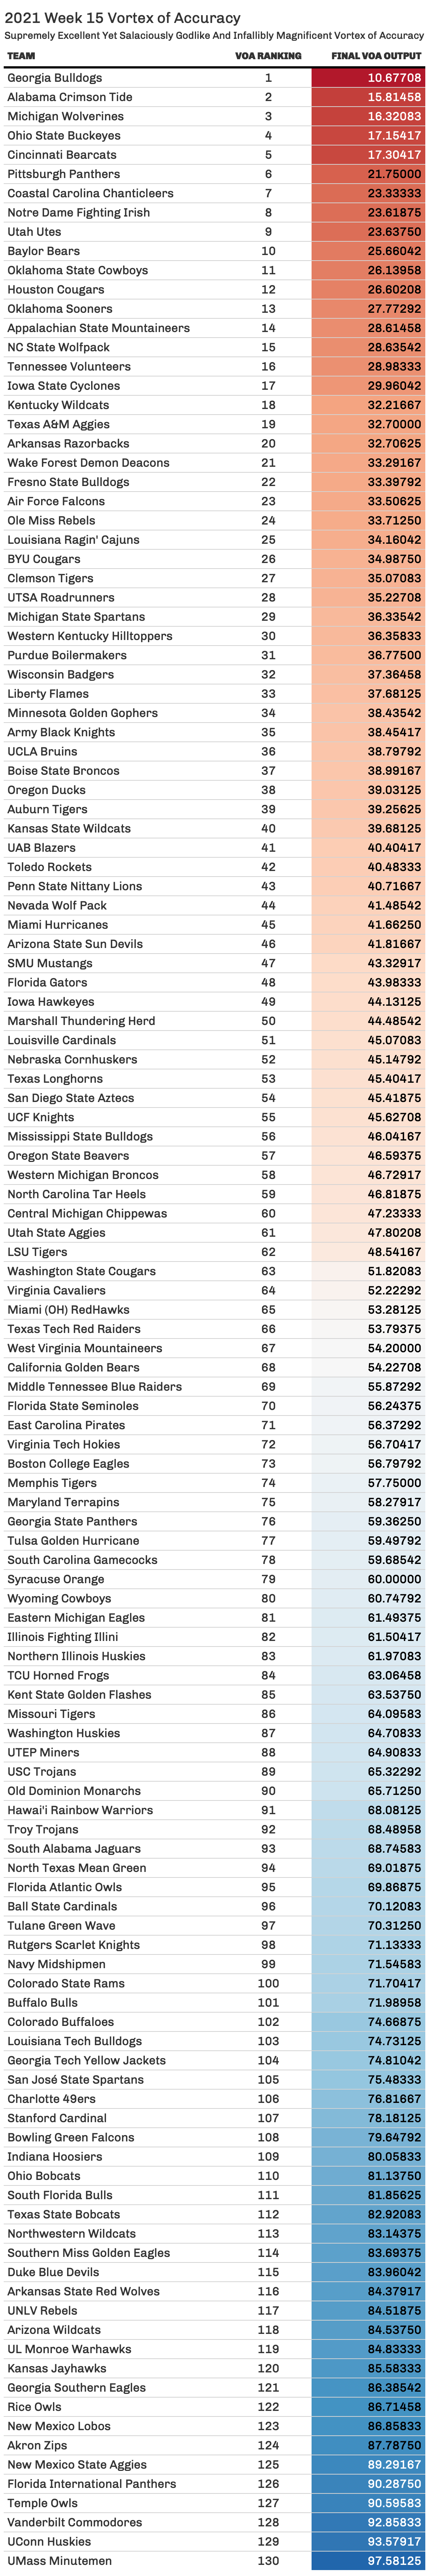 2021 Week 15 Vortex of Accuracy
Supremely Excellent Yet Salaciously Godlike And Infallibly Magnificent Vortex of Accuracy
TEAM VOA RANKING FINAL VOA OUTPUT
Georgia Bulldogs 1 10.67708
Alabama Crimson Tide 2 15.81458
Michigan Wolverines 3 16.32083
Ohio State Buckeyes 4 17.15417
Cincinnati Bearcats 5 17.30417
Pittsburgh Panthers 6 21.75000
Coastal Carolina Chanticleers 7 23.33333
Notre Dame Fighting Irish 8 23.61875
Utah Utes 9 23.63750
Baylor Bears 10 25.66042
Oklahoma State Cowboys 11 26.13958
Houston Cougars 12 26.60208
Oklahoma Sooners 13 27.77292
Appalachian State Mountaineers 14 28.61458
NC State Wolfpack 15 28.63542
Tennessee Volunteers 16 28.98333
Iowa State Cyclones 17 29.96042
Kentucky Wildcats 18 32.21667
Texas A&M Aggies 19 32.70000
Arkansas Razorbacks 20 32.70625
Wake Forest Demon Deacons 21 33.29167
Fresno State Bulldogs 22 33.39792
Air Force Falcons 23 33.50625
Ole Miss Rebels 24 33.71250
Louisiana Ragin' Cajuns 25 34.16042
BYU Cougars 26 34.98750
Clemson Tigers 27 35.07083
UTSA Roadrunners 28 35.22708
Michigan State Spartans 29 36.33542
Western Kentucky Hilltoppers 30 36.35833
Purdue Boilermakers 31 36.77500
Wisconsin Badgers 32 37.36458
Liberty Flames 33 37.68125
Minnesota Golden Gophers 34 38.43542
Army Black Knights 35 38.45417
UCLA Bruins 36 38.79792
Boise State Broncos 37 38.99167
Oregon Ducks 38 39.03125
Auburn Tigers 39 39.25625
Kansas State Wildcats 40 39.68125
UAB Blazers 41 40.40417
Toledo Rockets 42 40.48333
Penn State Nittany Lions 43 40.71667
Nevada Wolf Pack 44 41.48542
Miami Hurricanes 45 41.66250
Arizona State Sun Devils 46 41.81667
SMU Mustangs 47 43.32917
Florida Gators 48 43.98333
Iowa Hawkeyes 49 44.13125
Marshall Thundering Herd 50 44.48542
Louisville Cardinals 51 45.07083
Nebraska Cornhuskers 52 45.14792
Texas Longhorns 53 45.40417
San Diego State Aztecs 54 45.41875
UCF Knights 55 45.62708
Mississippi State Bulldogs 56 46.04167
Oregon State Beavers 57 46.59375
Western Michigan Broncos 58 46.72917
North Carolina Tar Heels 59 46.81875
Central Michigan Chippewas 60 47.23333
Utah State Aggies 61 47.80208
LSU Tigers 62 48.54167
Washington State Cougars 63 51.82083
Virginia Cavaliers 64 52.22292
Miami (OH) RedHawks 65 53.28125
Texas Tech Red Raiders 66 53.79375
West Virginia Mountaineers 67 54.20000
California Golden Bears 68 54.22708
Middle Tennessee Blue Raiders 69 55.87292
Florida State Seminoles 70 56.24375
East Carolina Pirates 71 56.37292
Virginia Tech Hokies 72 56.70417
Boston College Eagles 73 56.79792
Memphis Tigers 74 57.75000
Maryland Terrapins 75 58.27917
Georgia State Panthers 76 59.36250
Tulsa Golden Hurricane 77 59.49792
South Carolina Gamecocks 78 59.68542
Syracuse Orange 79 60.00000
Wyoming Cowboys 80 60.74792
Eastern Michigan Eagles 81 61.49375
Illinois Fighting Illini 82 61.50417
Northern Illinois Huskies 83 61.97083
TCU Horned Frogs 84 63.06458
Kent State Golden Flashes 85 63.53750
Missouri Tigers 86 64.09583
Washington Huskies 87 64.70833
UTEP Miners 88 64.90833
USC Trojans 89 65.32292
Old Dominion Monarchs 90 65.71250
Hawai'i Rainbow Warriors 91 68.08125
Troy Trojans 92 68.48958
South Alabama Jaguars 93 68.74583
North Texas Mean Green 94 69.01875
Florida Atlantic Owls 95 69.86875
Ball State Cardinals 96 70.12083
Tulane Green Wave 97 70.31250
Rutgers Scarlet Knights 98 71.13333
Navy Midshipmen 99 71.54583
Colorado State Rams 100 71.70417
Buffalo Bulls 101 71.98958
Colorado Buffaloes 102 74.66875
Louisiana Tech Bulldogs 103 74.73125
Georgia Tech Yellow Jackets 104 74.81042
San José State Spartans 105 75.48333
Charlotte 49ers 106 76.81667
Stanford Cardinal 107 78.18125
Bowling Green Falcons 108 79.64792
Indiana Hoosiers 109 80.05833
Ohio Bobcats 110 81.13750
South Florida Bulls 111 81.85625
Texas State Bobcats 112 82.92083
Northwestern Wildcats 113 83.14375
Southern Miss Golden Eagles 114 83.69375
Duke Blue Devils 115 83.96042
Arkansas State Red Wolves 116 84.37917
UNLV Rebels 117 84.51875
Arizona Wildcats 118 84.53750
UL Monroe Warhawks 119 84.83333
Kansas Jayhawks 120 85.58333
Georgia Southern Eagles 121 86.38542
Rice Owls 122 86.71458
New Mexico Lobos 123 86.85833
Akron Zips 124 87.78750
New Mexico State Aggies 125 89.29167
Florida International Panthers 126 90.28750
Temple Owls 127 90.59583
Vanderbilt Commodores 128 92.85833
UConn Huskies 129 93.57917
UMass Minutemen 130 97.58125